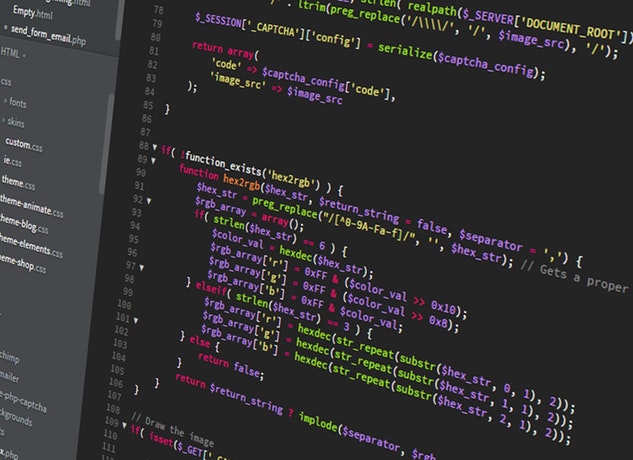 Empty.html
send_form_email.php
HTML
css
fonts
skins
custom.css
ie.css
theme.css
theme-animate.css
theme-blog.css
heme-elements.css
eme-shop.css
chimp
mailer
e-php-captcha
ckgrounds
ts
x.php
78
79 ltrim(preg_replace('/\\\\/', '/', $image_src), '/');
80 $_SESSION['_CAPTCHA']['config'] = serialize($captcha_config);
81
82 return array(
83 'code' => $captcha_config['code'],
84 'image_src' => $image_src
85 );
}
86
87
88 if( !function_exists('hex2rgb') ) {
89 function hex2rgb($hex_str, $return_string = false, $separator = ',') {
90 $hex_str = preg_replace("/[^0-9A-Fa-f]/", '', $hex_str); // Gets a proper
91 $rgb_array = array();
92 if( strlen($hex_str) == 6 ) {
93 $color_val = hexdec($hex_str);
94 $rgb_array['r'] = 0xFF & ($color_val >> 0x10);
95 $rgb_array['g'] = 0xFF & ($color_val >> 0x8);
96 $rgb_array['b'] = 0xFF & $color_val;
97 } elseif( strlen($hex_str) == 3 ) {
98 $rgb_array['r'] = hexdec(str_repeat(substr($hex_str, 0, 1), 2));
99 $rgb_array['g'] = hexdec(str_repeat(substr($hex_str, 1, 1), 2));
100 $rgb_array['b'] = hexdec(str_repeat(substr($hex_str, 2, 1), 2));
101 } else {
102 return false;
103 }
104 return $return_string ? implode($separator, $rgb
105 }
106 }
107
108 // Draw the image
109 if( isset($_GET['
110
111